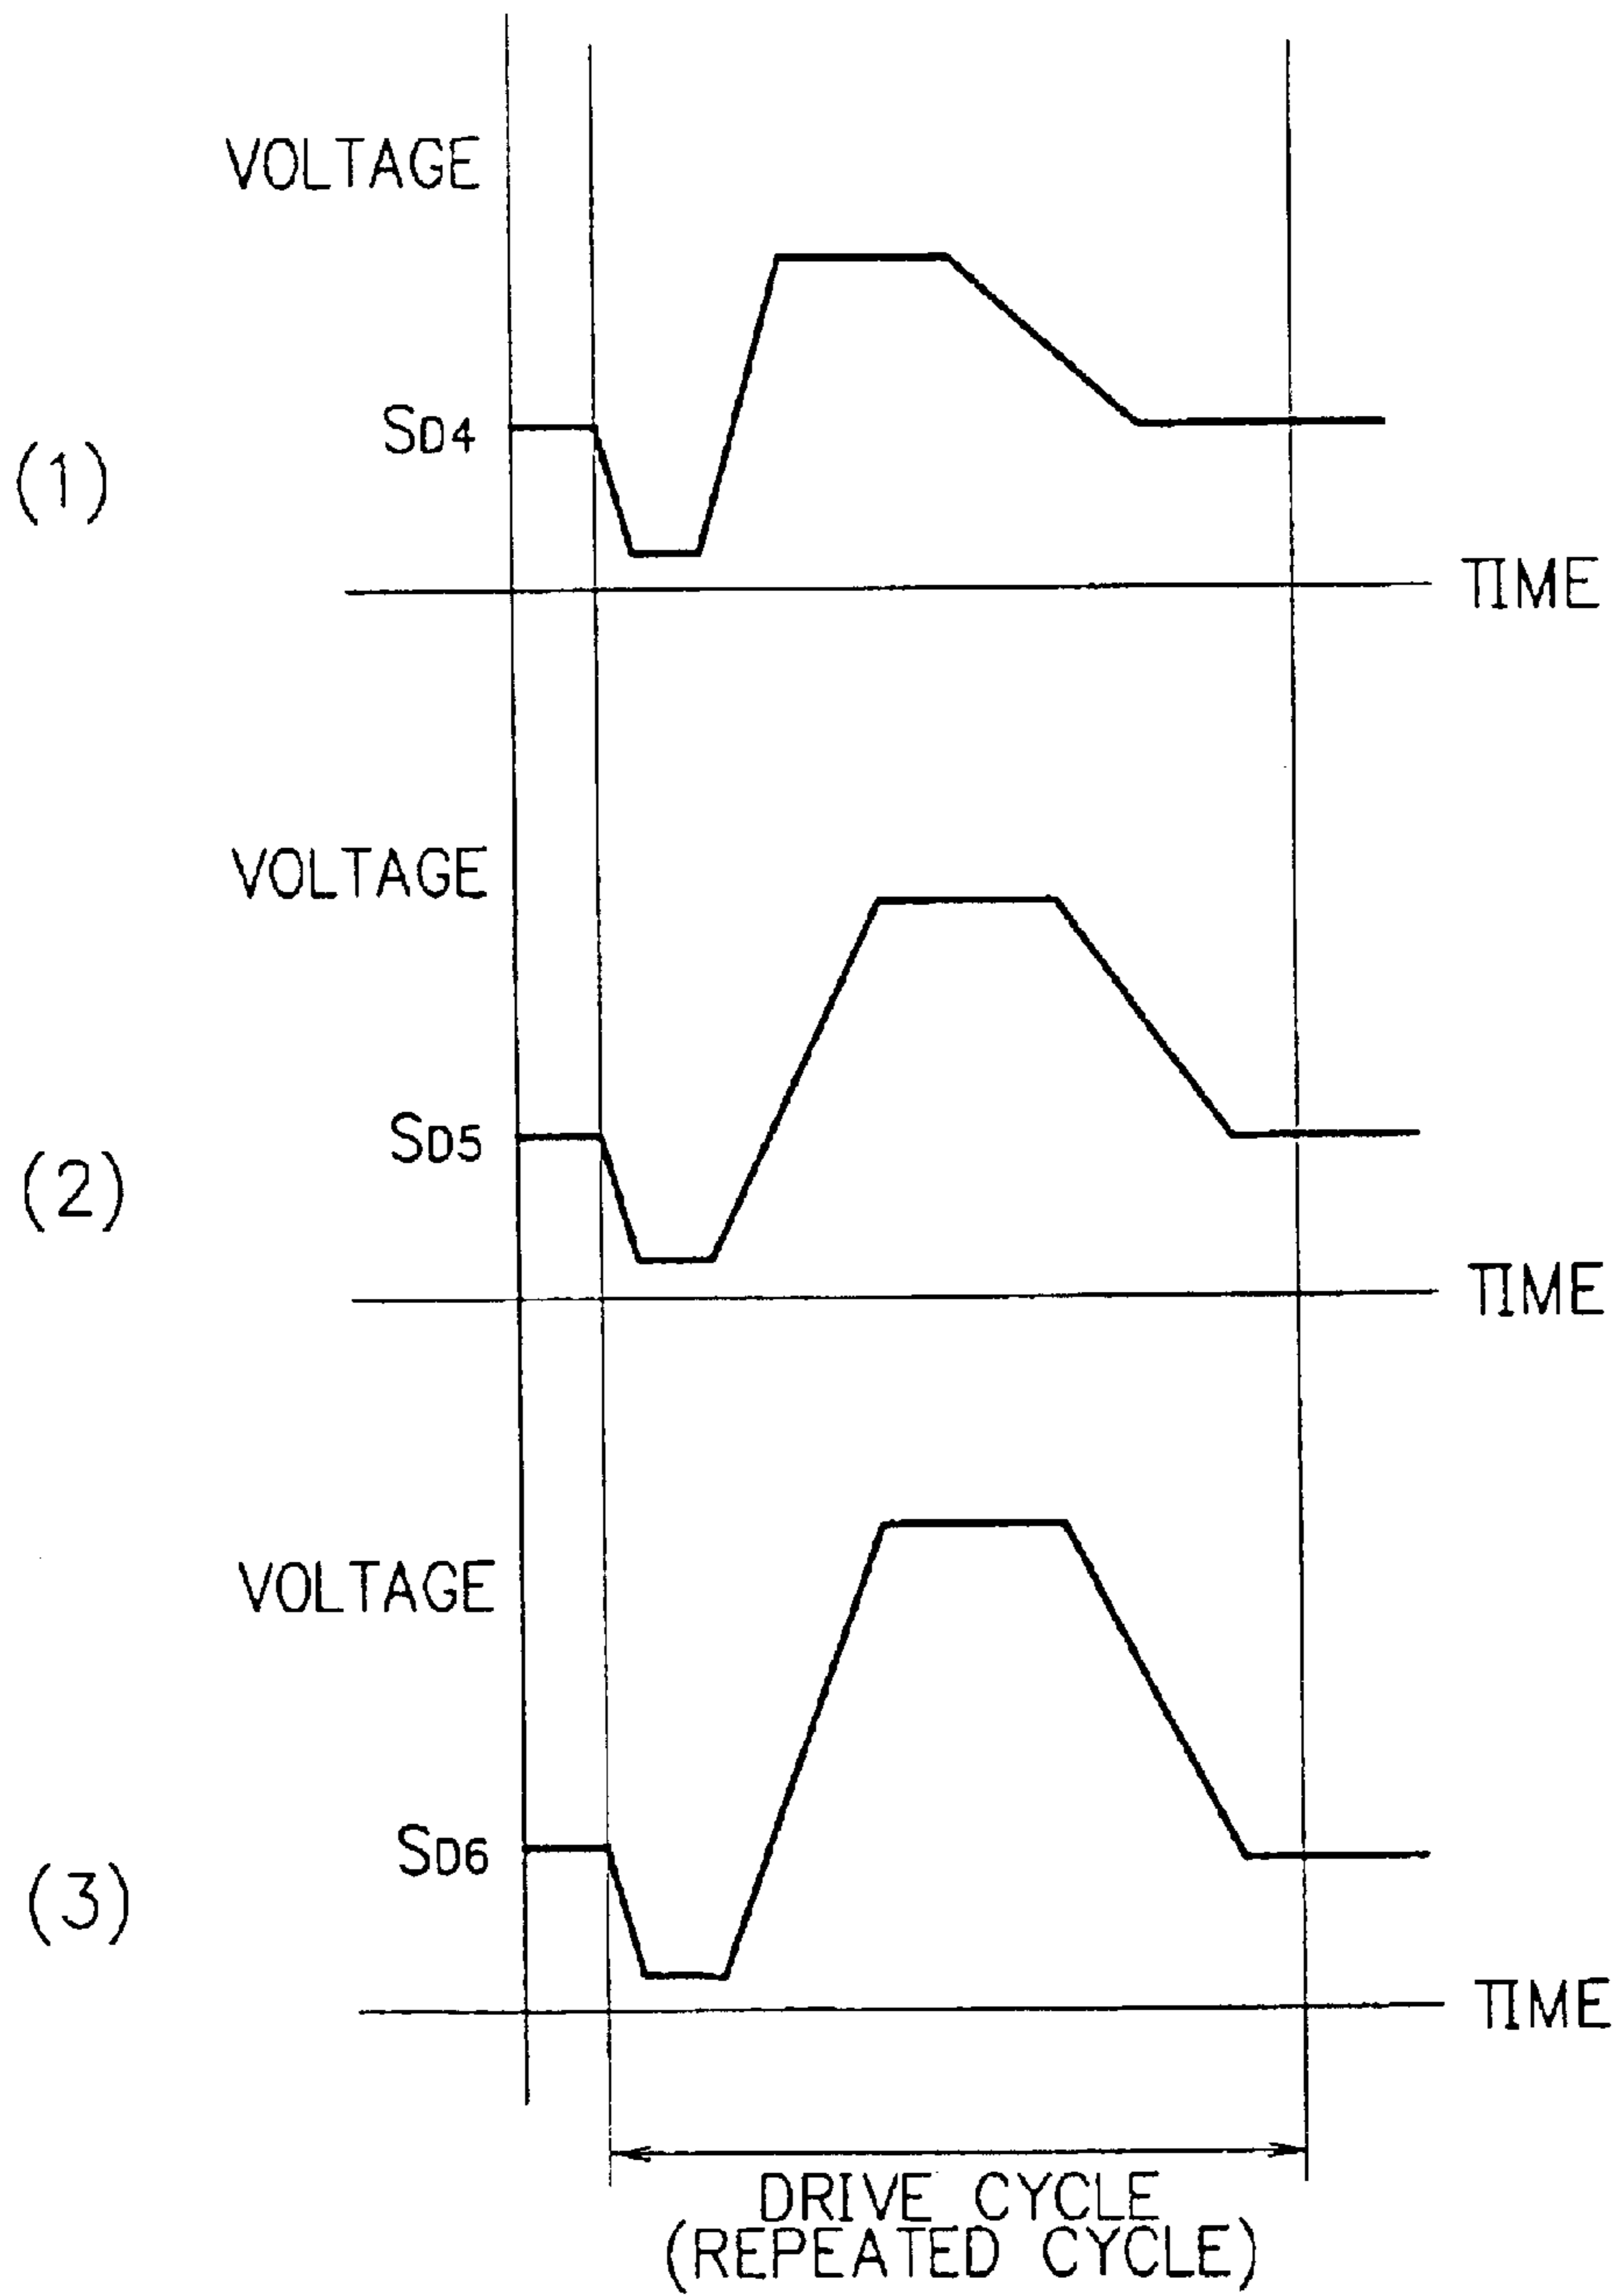 VOLTAGE
SD4
(1)
TIME
VOLTAGE
SD5
(2)
TIME
VOLTAGE
SD6
(3)
TIME
DRIVE CYCLE
(REPEATED CYCLE)